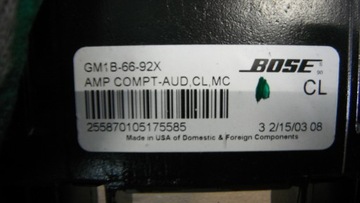 GM1B-66-92X
BOSE
AMP COMPT-AUD,CL,MC
CL
255870105175585
3 2/15/03 08
Made in USA of Domestic & Foreign Components